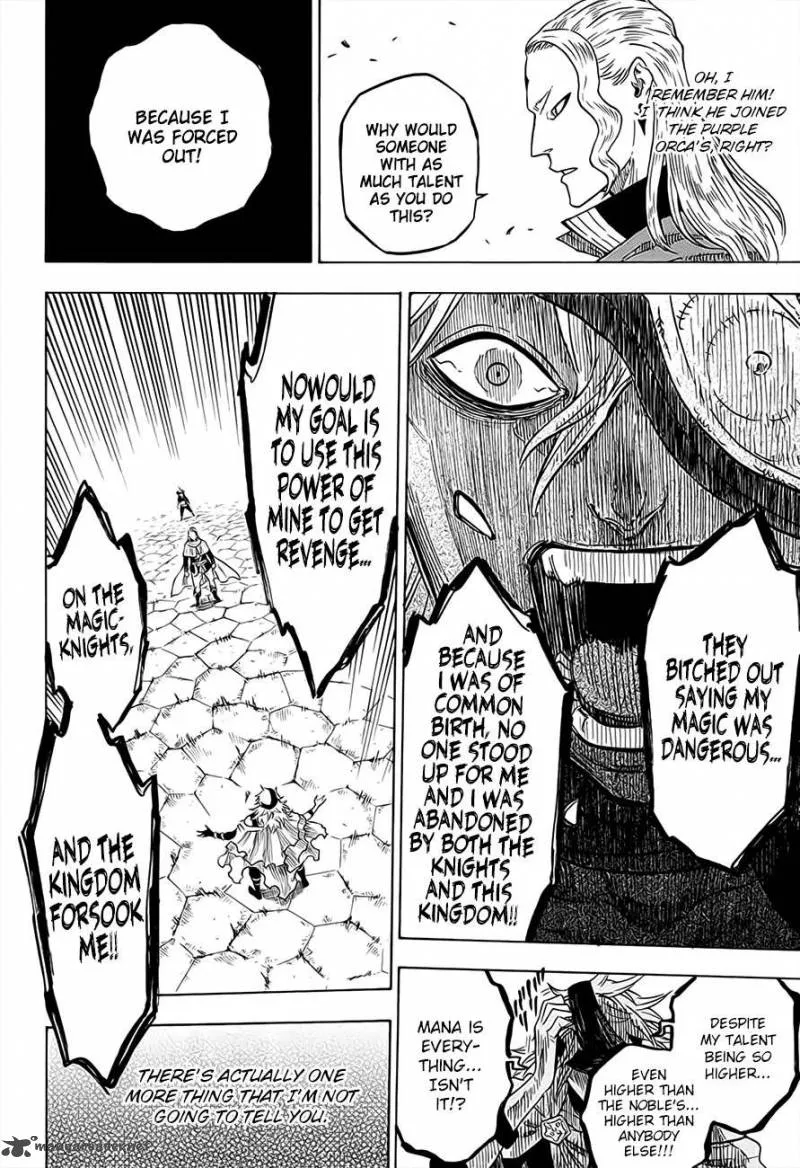 OH, I
REMEMBER HIM!
I THINK HE JOINED
THE PURPLE
ORCA'S, RIGHT?
WHY WOULD
SOMEONE
WITH AS
MUCH TALENT
AS YOU DO
THIS?
BECAUSE I
WAS FORCED
OUT!
THEY
BITCHED OUT
SAYING MY
MAGIC WAS
DANGEROUS...
AND
BECAUSE
I WAS OF
COMMON
BIRTH, NO
ONE STOOD
UP FOR ME
AND I WAS
ABANDONED
BY BOTH THE
KNIGHTS
AND THIS
KINGDOM!!
NOWOULD
MY GOAL IS
TO USE THIS
POWER OF
MINE TO GET
REVENGE...
ON THE
MAGIC-
KNIGHTS,
AND THE
KINGDOM
FORSOOK
ME!!
DESPITE
MY TALENT
BEING SO
HIGHER...
EVEN
HIGHER THAN
THE NOBLE'S...
HIGHER THAN
ANYBODY
ELSE!!!
MANA IS
EVERY-
THING...
ISN'T
IT!?
THERE'S ACTUALLY ONE
MORE THING THAT I'M NOT
GOING TO TELL YOU.